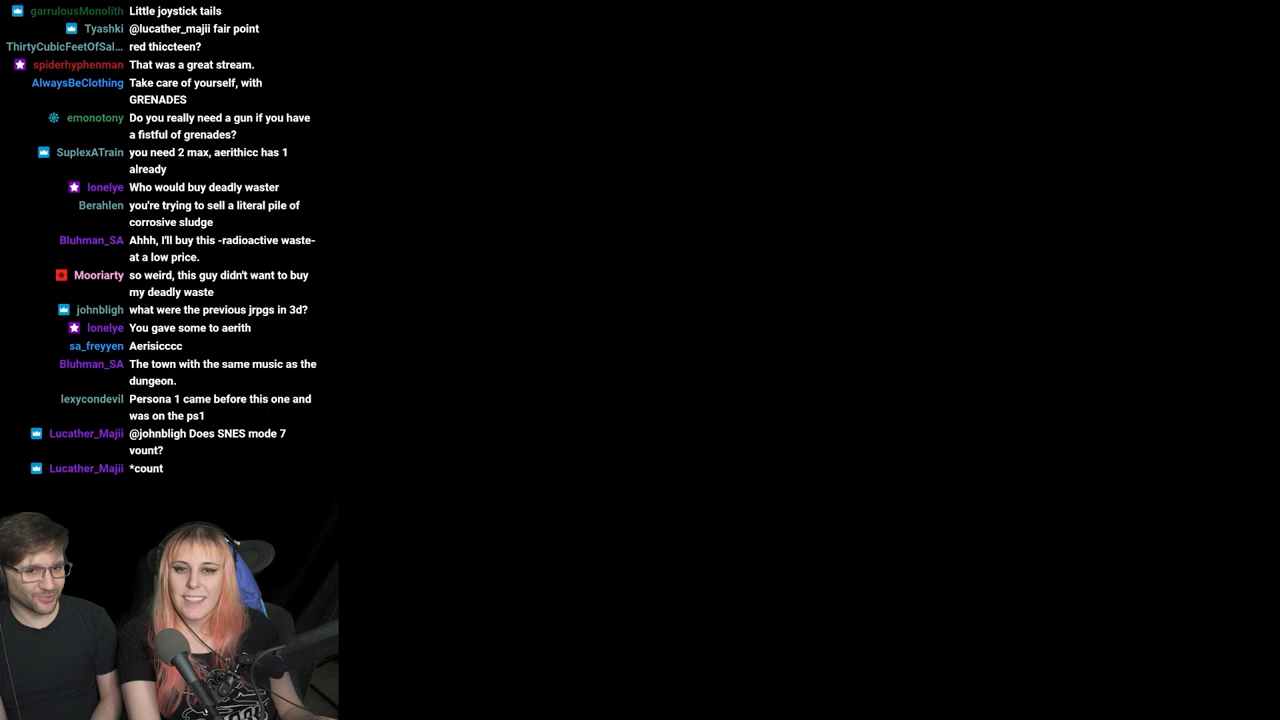 garrulousMonolith Little joystick tails
Tyashki @lucather_majii fair point
ThirtyCubicFeetOfSal... red thiccteen?
spiderhyphenman That was a great stream.
AlwaysBeClothing Take care of yourself, with
GRENADES
emonotony Do you really need a gun if you have
a fistful of grenades?
SuplexATrain you need 2 max, aerithicc has 1
already
lonelye Who would buy deadly waster
Berahlen you're trying to sell a literal pile of
corrosive sludge
Bluhman_SA Ahhh, I'll buy this -radioactive waste-
at a low price.
Mooriarty so weird, this guy didn't want to buy
my deadly waste
johnbligh what were the previous jrpgs in 3d?
lonelye You gave some to aerith
sa_freyyen Aerisicccc
Bluhman_SA The town with the same music as the
dungeon.
lexycondevil Persona 1 came before this one and
was on the ps1
Lucather_Majii @johnbligh Does SNES mode 7
vount?
Lucather_Majii *count